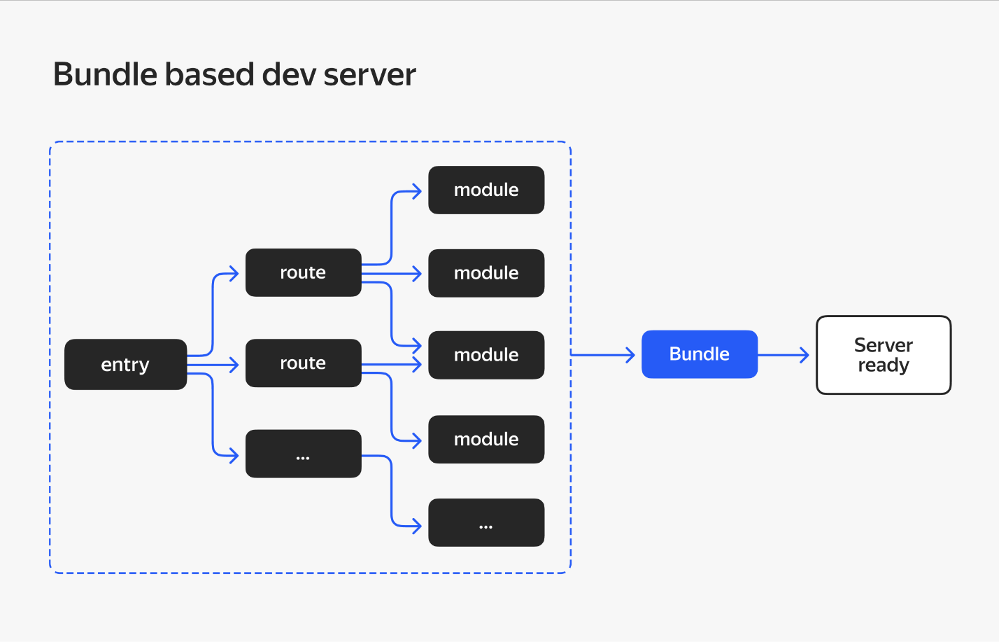 Bundle based dev server
entry
route
route
...
module
module
module
module
...
Bundle
Server
ready